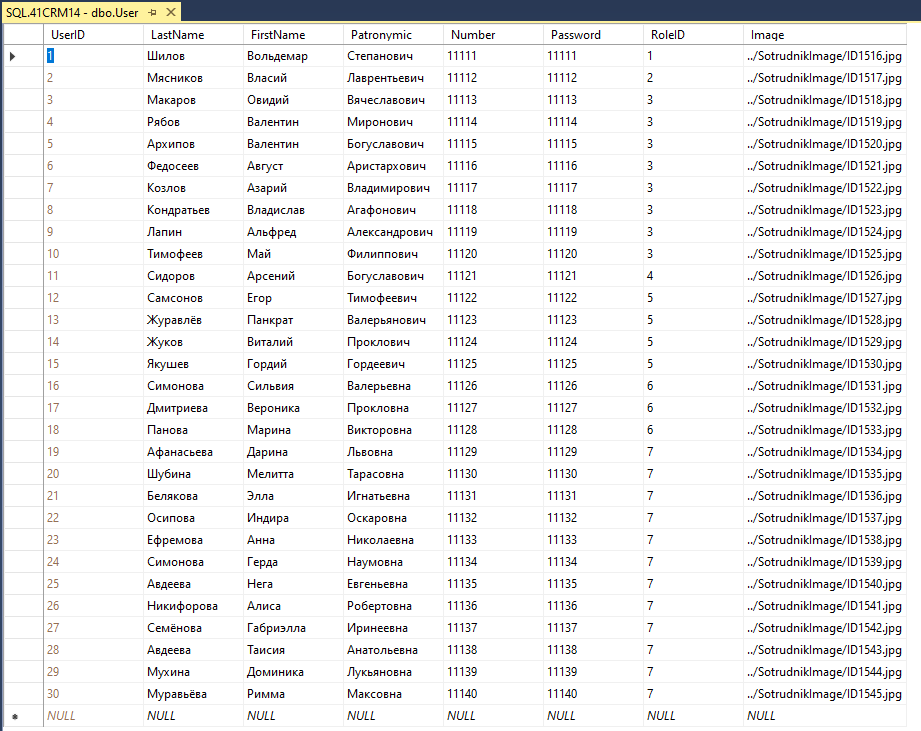 SQL.41CRM14 - dbo.User
UserID LastName FirstName Patronymic Number Password RoleID Image
1 Шилов Вольдемар Степанович 11111 11111 1 ../SotrudnikImage/ID1516.jpg
2 Мясников Власий Лаврентьевич 11112 11112 2 ../SotrudnikImage/ID1517.jpg
3 Макаров Овидий Вячеславович 11113 11113 3 ../SotrudnikImage/ID1518.jpg
4 Рябов Валентин Миронович 11114 11114 3 ../SotrudnikImage/ID1519.jpg
5 Архипов Валентин Богуславович 11115 11115 3 ../SotrudnikImage/ID1520.jpg
6 Федосеев Август Аристархович 11116 11116 3 ../SotrudnikImage/ID1521.jpg
7 Козлов Азарий Владимирович 11117 11117 3 ../SotrudnikImage/ID1522.jpg
8 Кондратьев Владислав Агафонович 11118 11118 3 ../SotrudnikImage/ID1523.jpg
9 Лапин Альфред Александрович 11119 11119 3 ../SotrudnikImage/ID1524.jpg
10 Тимофеев Май Филиппович 11120 11120 3 ../SotrudnikImage/ID1525.jpg
11 Сидоров Арсений Богуславович 11121 11121 4 ../SotrudnikImage/ID1526.jpg
12 Самсонов Егор Тимофеевич 11122 11122 5 ../SotrudnikImage/ID1527.jpg
13 Журавлёв Панкрат Валерьянович 11123 11123 5 ../SotrudnikImage/ID1528.jpg
14 Жуков Виталий Проклович 11124 11124 5 ../SotrudnikImage/ID1529.jpg
15 Якушев Гордий Гордеевич 11125 11125 5 ../SotrudnikImage/ID1530.jpg
16 Симонова Сильвия Валерьевна 11126 11126 6 ../SotrudnikImage/ID1531.jpg
17 Дмитриева Вероника Прокловна 11127 11127 6 ../SotrudnikImage/ID1532.jpg
18 Панова Марина Викторовна 11128 11128 6 ../SotrudnikImage/ID1533.jpg
19 Афанасьева Дарина Львовна 11129 11129 7 ../SotrudnikImage/ID1534.jpg
20 Шубина Мелитта Тарасовна 11130 11130 7 ../SotrudnikImage/ID1535.jpg
21 Белякова Элла Игнатьевна 11131 11131 7 ../SotrudnikImage/ID1536.jpg
22 Осипова Индира Оскаровна 11132 11132 7 ../SotrudnikImage/ID1537.jpg
23 Ефремова Анна Николаевна 11133 11133 7 ../SotrudnikImage/ID1538.jpg
24 Симонова Герда Наумовна 11134 11134 7 ../SotrudnikImage/ID1539.jpg
25 Авдеева Нега Евгеньевна 11135 11135 7 ../SotrudnikImage/ID1540.jpg
26 Никифорова Алиса Робертовна 11136 11136 7 ../SotrudnikImage/ID1541.jpg
27 Семёнова Габриэлла Иринеевна 11137 11137 7 ../SotrudnikImage/ID1542.jpg
28 Авдеева Таисия Анатольевна 11138 11138 7 ../SotrudnikImage/ID1543.jpg
29 Мухина Доминика Лукьяновна 11139 11139 7 ../SotrudnikImage/ID1544.jpg
30 Муравьёва Римма Максовна 11140 11140 7 ../SotrudnikImage/ID1545.jpg
NULL NULL NULL NULL NULL NULL NULL NULL